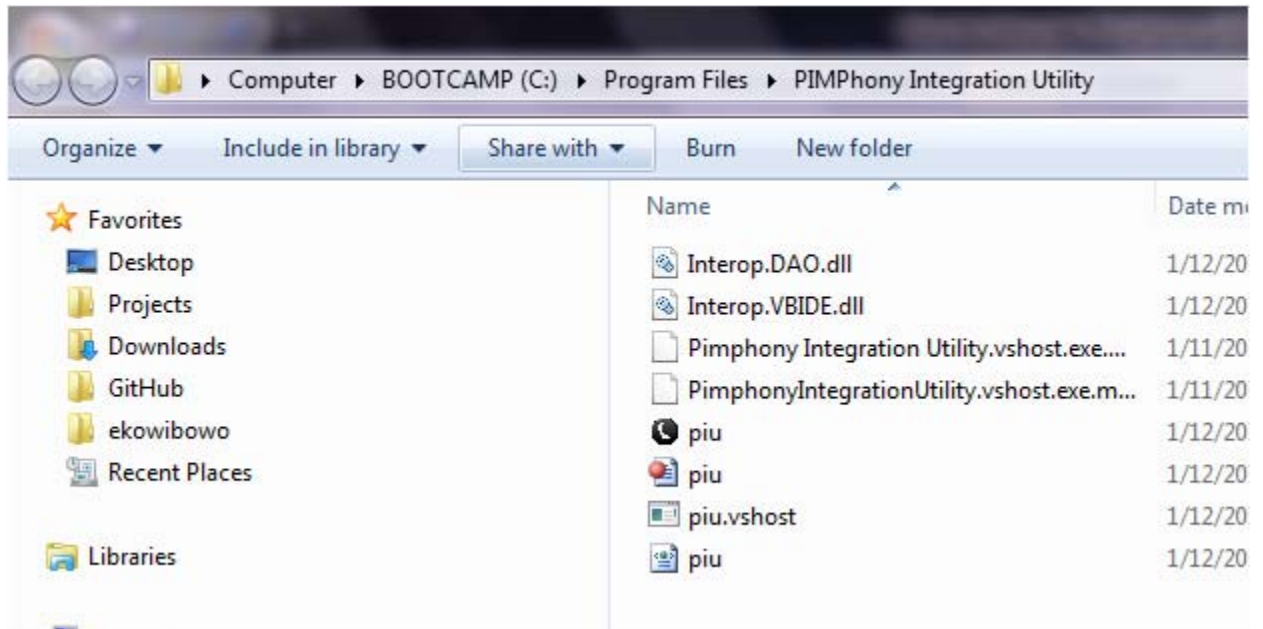 Computer BOOTCAMP (C:) Program Files PIMPhony Integration Utility
Organize Include in library Share with Burn New folder
Favorites
Desktop
Projects
Downloads
GitHub
ekowibowo
Recent Places
Libraries
Name Date mo
Interop.DAO.dll 1/12/20
Interop.VBIDE.dll 1/12/20
Pimphony Integration Utility.vshost.exe.... 1/11/20
PimphonyIntegrationUtility.vshost.exe.m... 1/11/20
piu 1/12/20
piu 1/12/20
piu.vshost 1/12/20
piu 1/12/20